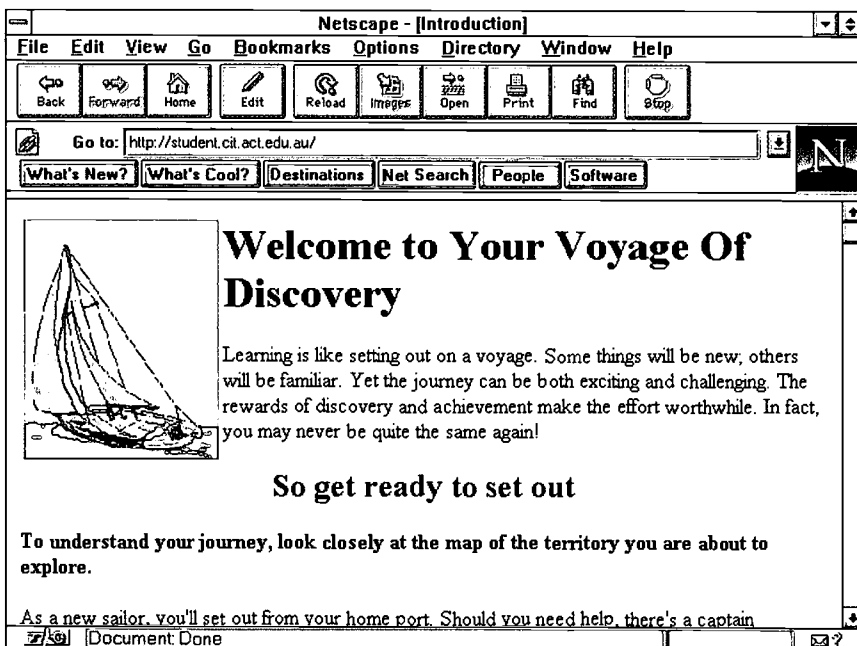 Netscape - [Introduction]
File Edit View Go Bookmarks Options Directory Window Help
Back Forward Home Edit Reload Images Open Print Find Stop
Go to: http://student.cit.act.edu.au/
N
What's New? What's Cool? Destinations Net Search People Software
Welcome to Your Voyage Of
Discovery
Learning is like setting out on a voyage. Some things will be new; others
will be familiar. Yet the journey can be both exciting and challenging. The
rewards of discovery and achievement make the effort worthwhile. In fact,
you may never be quite the same again!
So get ready to set out
To understand your journey, look closely at the map of the territory you are about to
explore.
As a new sailor, you'll set out from your home port. Should you need help, there's a captain
Document: Done
?